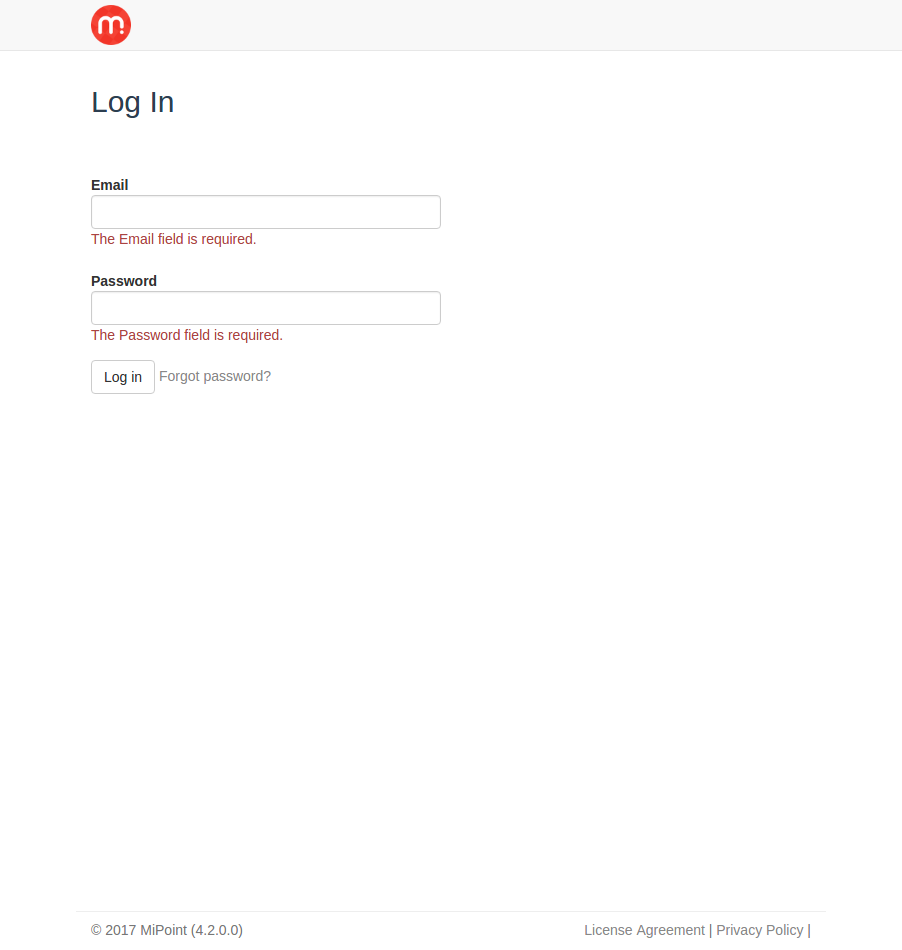 m.
Log In
Email
The Email field is required.
Password
The Password field is required.
Log in Forgot password?
© 2017 MiPoint (4.2.0.0) License Agreement | Privacy Policy |